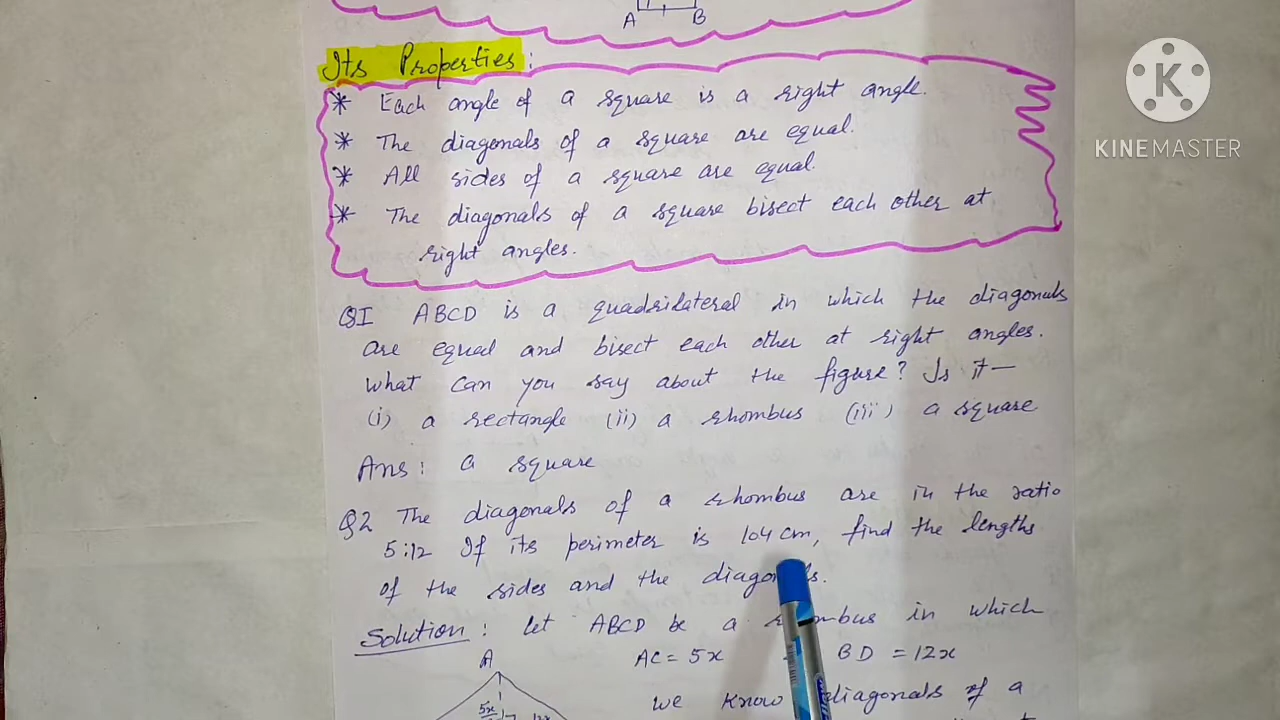 A B
Its Properties:
* Each angle of a square is a right angle.
* The diagonals of a square are equal.
* All sides of a square are equal.
* The diagonals of a square bisect each other at
right angles.
Q1 ABCD is a quadrilateral in which the diagonals
are equal and bisect each other at right angles.
What can you say about the figure? Is it—
(i) a rectangle (ii) a rhombus (iii) a square
Ans: a square
Q2 The diagonals of a rhombus are in the ratio
5:12 If its perimeter is 104 cm, find the lengths
of the sides and the diagonals.
Solution: let ABCD be a rhombus in which
AC = 5x BD = 12x
A
we know diagonals of a
5x
12x
K
KINEMASTER